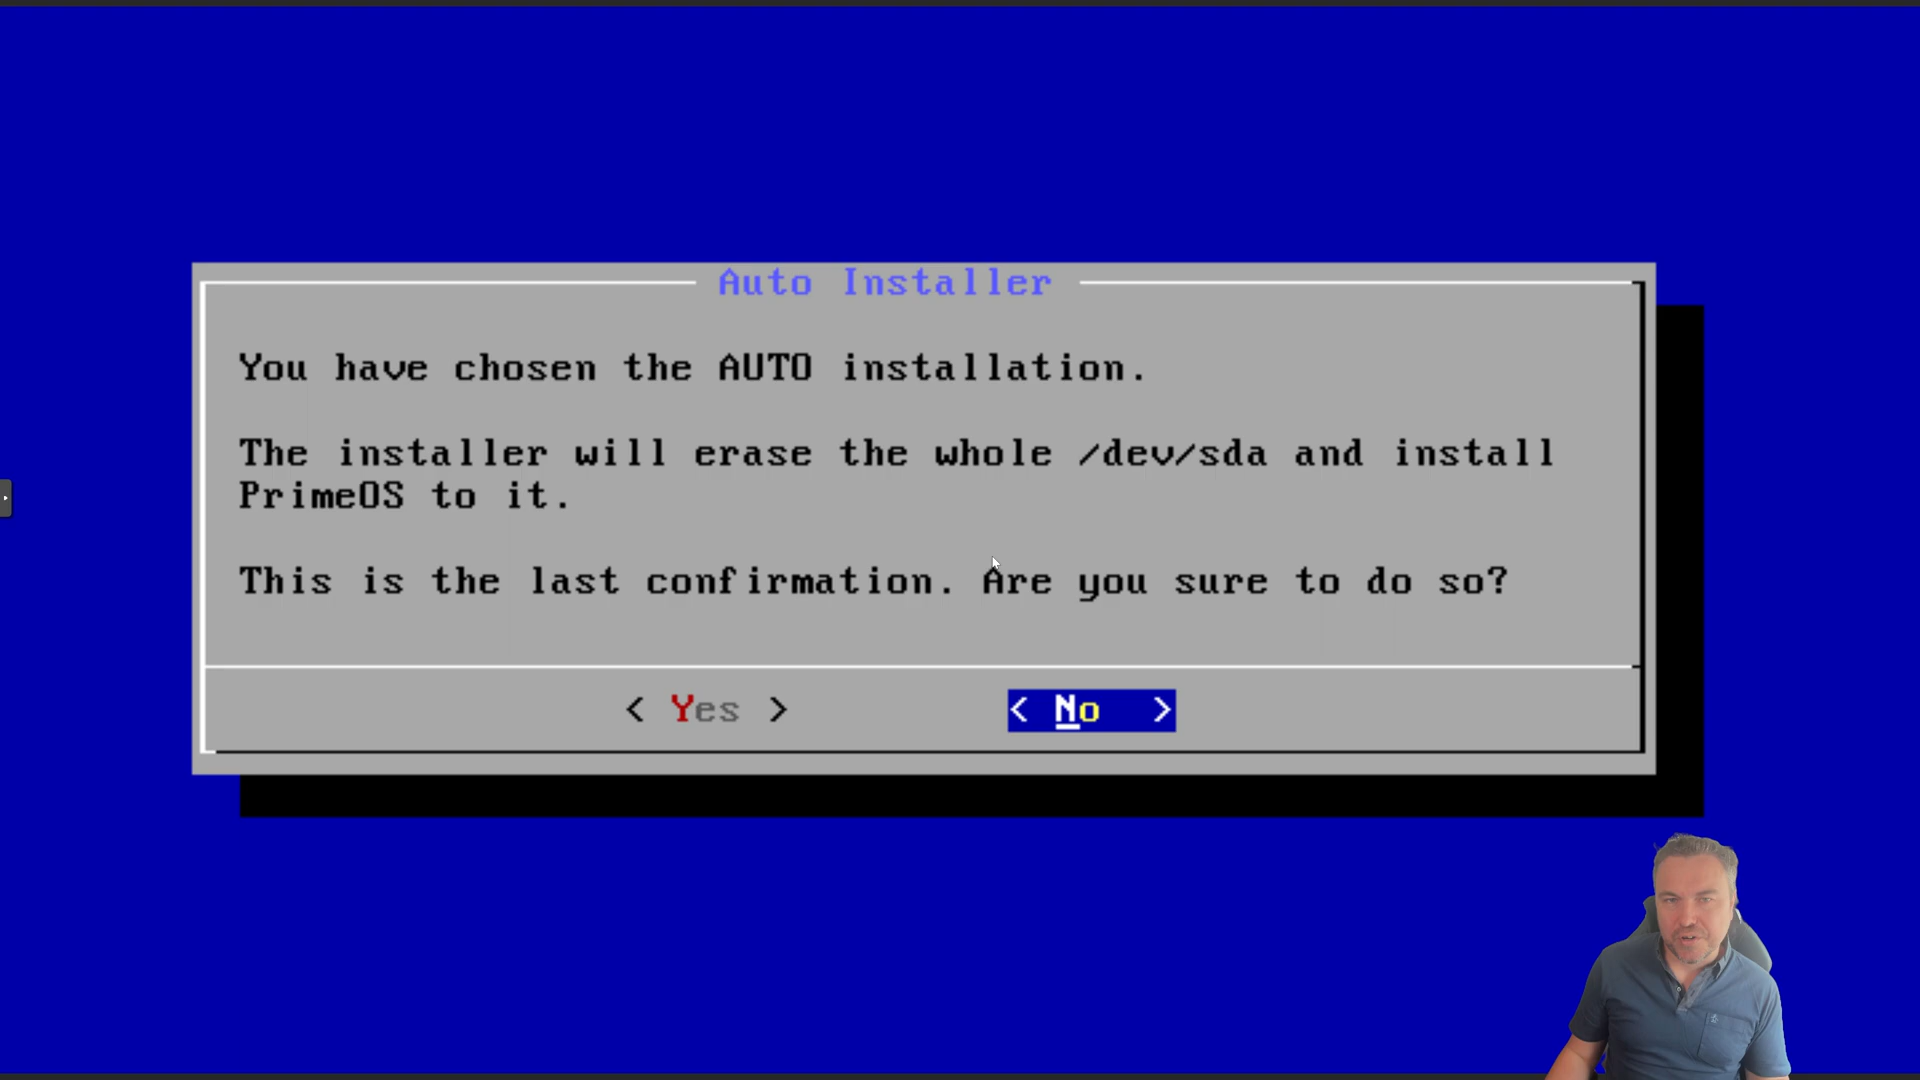 Auto Installer
You have chosen the AUTO installation.
The installer will erase the whole /dev/sda and install
PrimeOS to it.
This is the last confirmation. Are you sure to do so?
< Yes > < No >